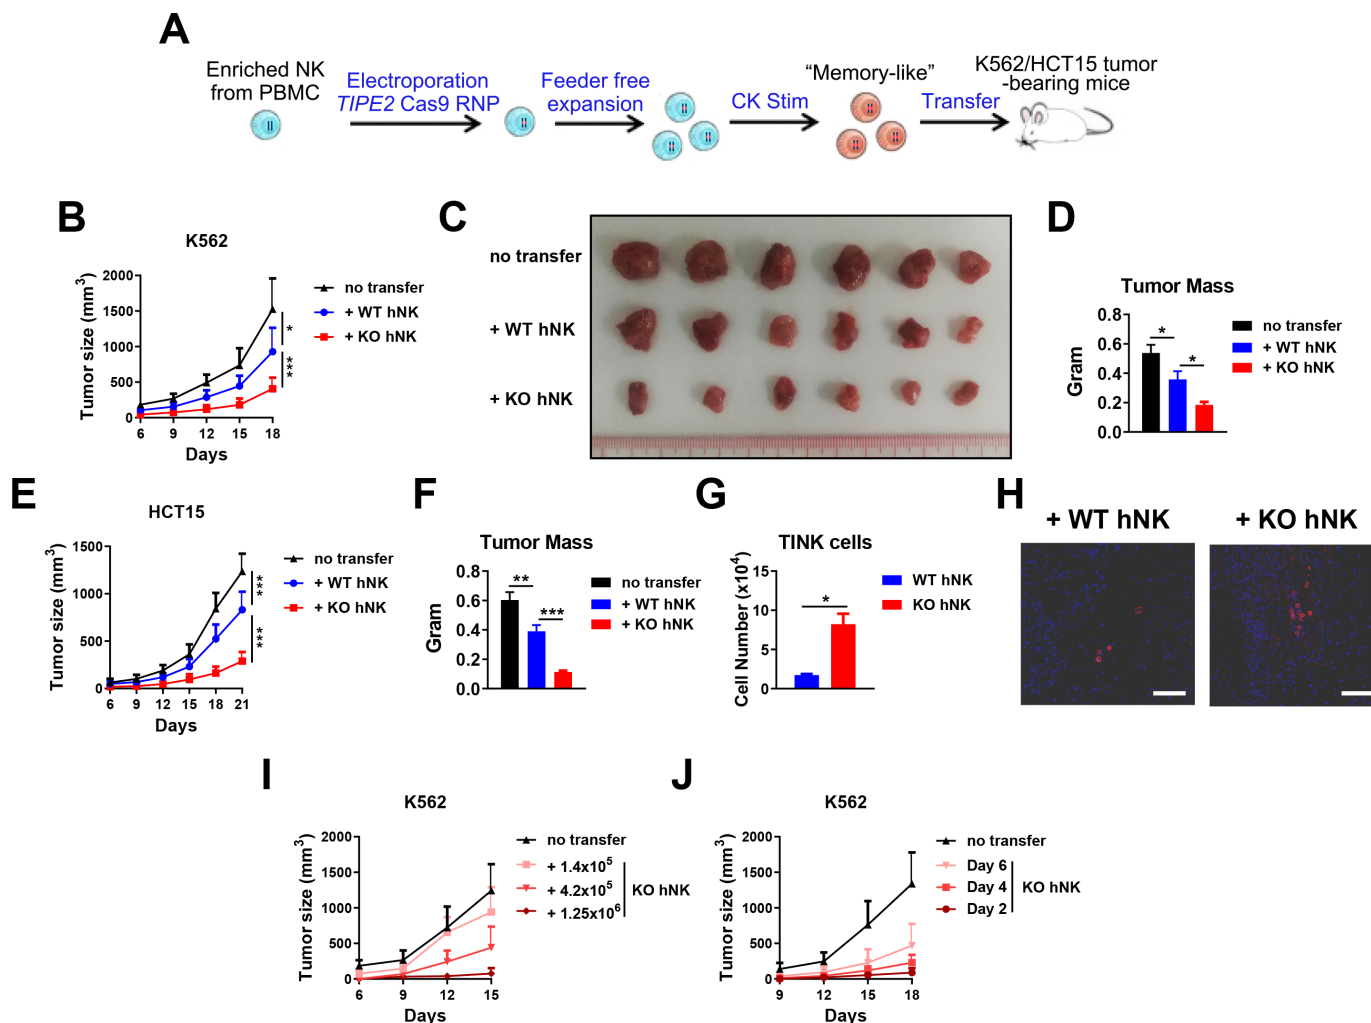 A
Enriched NK
from PBMC
Electroporation
TIPE2 Cas9 RNP
Feeder free
expansion
CK Stim
“Memory-like”
Transfer
K562/HCT15 tumor
-bearing mice
B
K562
Tumor size (mm³)
2000
1500
1000
500
0
6 9 12 15 18
Days
no transfer
+ WT hNK
+ KO hNK
*
***
C
no transfer
+ WT hNK
+ KO hNK
D
Tumor Mass
Gram
0.8
0.6
0.4
0.2
0.0
*
*
no transfer
+ WT hNK
+ KO hNK
E
HCT15
Tumor size (mm³)
1500
1000
500
0
6 9 12 15 18 21
Days
no transfer
+ WT hNK
+ KO hNK
***
***
F
Tumor Mass
Gram
0.8
0.6
0.4
0.2
0.0
**
***
no transfer
+ WT hNK
+ KO hNK
G
TINK cells
Cell Number (x10⁴)
15
10
5
0
*
WT hNK
KO hNK
H
+ WT hNK
+ KO hNK
I
K562
Tumor size (mm³)
2000
1500
1000
500
0
6 9 12 15
Days
no transfer
+ 1.4x10⁵
+ 4.2x10⁵
+ 1.25x10⁶
KO hNK
J
K562
Tumor size (mm³)
2000
1500
1000
500
0
9 12 15 18
Days
no transfer
Day 6
Day 4
Day 2
KO hNK